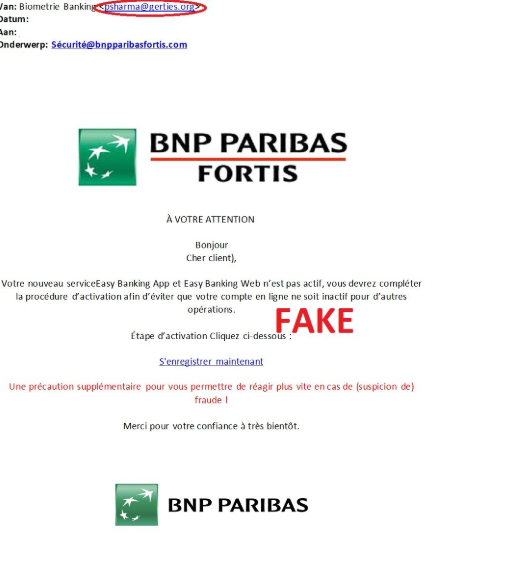 Van: Biometrie Banking <psharma@gerties.org>
Datum:
Aan:
Onderwerp: Sécurité@bnpparibasfortis.com
BNP PARIBAS
FORTIS
À VOTRE ATTENTION
Bonjour
Cher client),
Votre nouveau serviceEasy Banking App et Easy Banking Web n’est pas actif, vous devrez compléter
la procédure d’activation afin d’éviter que votre compte en ligne ne soit inactif pour d’autres
opérations.
FAKE
Étape d’activation Cliquez ci-dessous :
S'enregistrer maintenant
Une précaution supplémentaire pour vous permettre de réagir plus vite en cas de (suspicion de)
fraude !
Merci pour votre confiance à très bientôt.
BNP PARIBAS